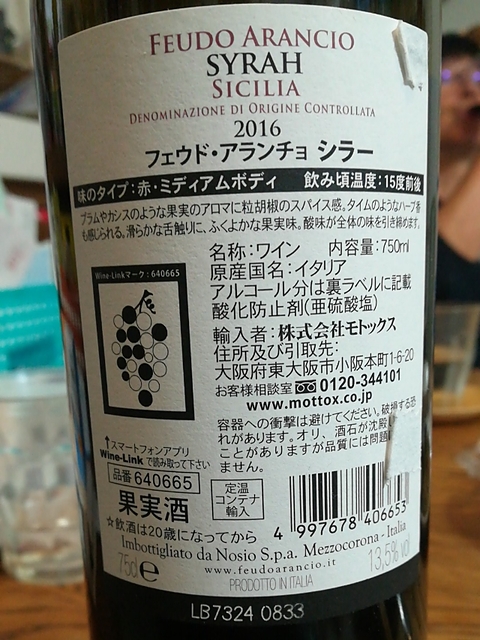 FEUDO ARANCIO
SYRAH
SICILIA
DENOMINAZIONE DI ORIGINE CONTROLLATA
2016
フェウド・アランチョ シラー
味のタイプ:赤・ミディアムボディ 飲み頃温度:15度前後
プラムやカシスのような果実のアロマに粒胡椒のスパイス感。タイムのようなハーブ香
も感じられる。滑らかな舌触りに、ふくよかな果実味。酸味が全体の味を引き締めます。
名称:ワイン 内容量:750ml
原産国名:イタリア
アルコール分は裏ラベルに記載
酸化防止剤(亜硫酸塩)
輸入者:株式会社モトックス
住所及び引取先:
大阪府東大阪市小阪本町1-6-20
お客様相談室 0120-344101
www.mottox.co.jp
容器への衝撃は避けてください。破損する恐
れがあります。オリ、酒石が沈殿
ことがありますが品質には問題
ません。
Wine-Linkマーク:640665
↑スマートフォンアプリ
Wine-Linkで読み取って下さい
品番640665
果実酒
定温
コンテナ
輸入
☆飲酒は20歳になってから
4 997678 406653
Imbottigliato da Nosio S.p.a. Mezzocorona - Italia
www.feudoarancio.it
75cl e
13,5% vol
PRODOTTO IN ITALIA
LB7324 0833